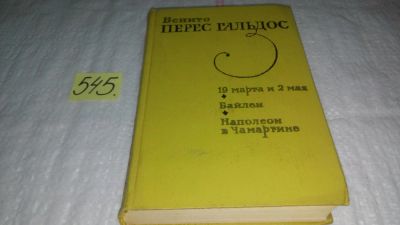 Бенито
ПЕРЕС ГАЛЬДОС
19 марта и 2 мая
Байлен
Наполеон
в Чамартине
545.